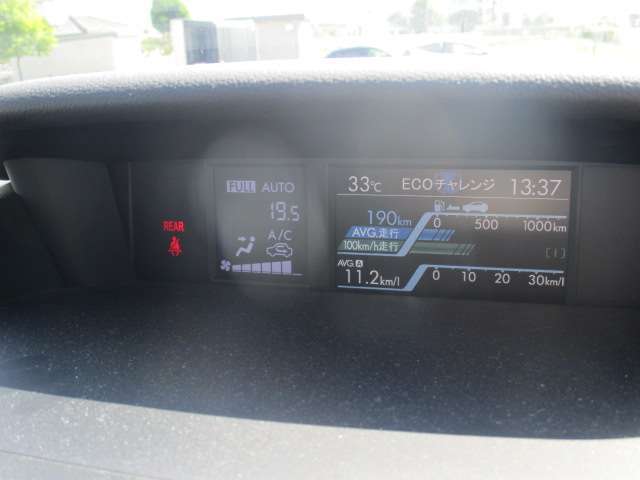 REAR
FULL AUTO
19.5
A/C
33℃ ECOチャレンジ 13:37
190km
0 500 1000km
AVG.走行
100km/h走行
[ I ]
AVG.A
11.2km/l
0 10 20 30km/l